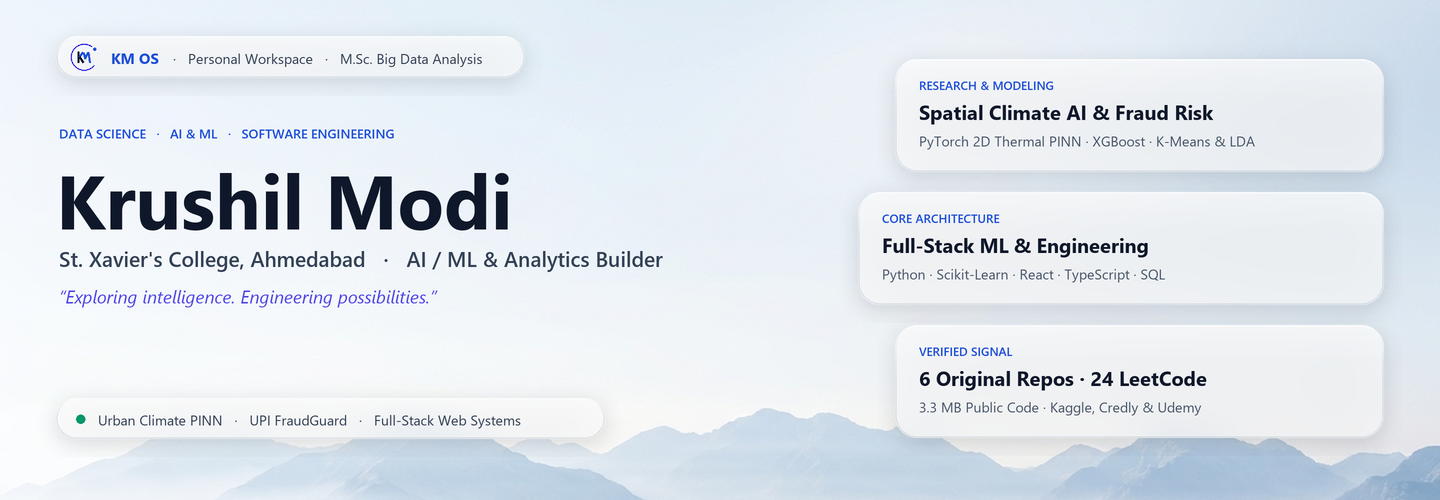 KM KM OS · Personal Workspace · M.Sc. Big Data Analysis
DATA SCIENCE · AI & ML · SOFTWARE ENGINEERING
Krushil Modi
St. Xavier's College, Ahmedabad · AI / ML & Analytics Builder
“Exploring intelligence. Engineering possibilities.”
Urban Climate PINN · UPI FraudGuard · Full-Stack Web Systems
RESEARCH & MODELING
Spatial Climate AI & Fraud Risk
PyTorch 2D Thermal PINN · XGBoost · K-Means & LDA
CORE ARCHITECTURE
Full-Stack ML & Engineering
Python · Scikit-Learn · React · TypeScript · SQL
VERIFIED SIGNAL
6 Original Repos · 24 LeetCode
3.3 MB Public Code · Kaggle, Credly & Udemy